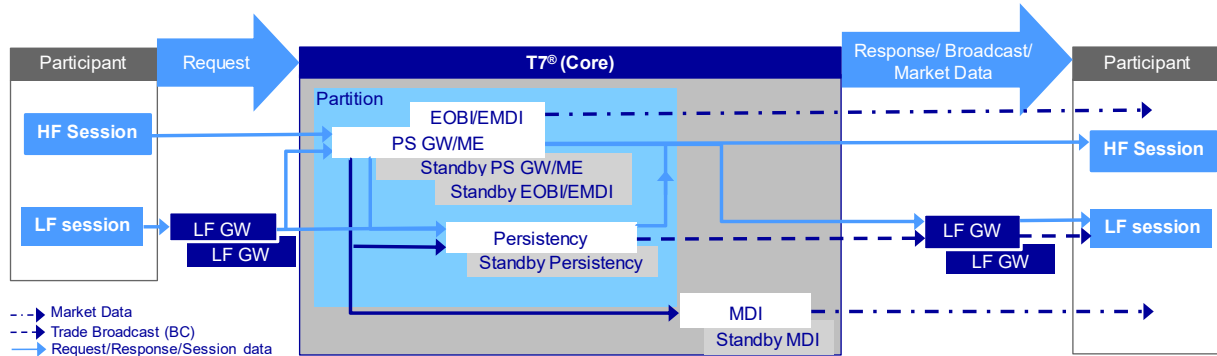 Participant
Request
T7® (Core)
Response/ Broadcast/
Market Data
Participant
Partition
EOBI/EMDI
HF Session
PS GW/ME
HF Session
Standby PS GW/ME
Standby EOBI/EMDI
LF session
LF GW
LF GW
Persistency
Standby Persistency
LF GW
LF GW
LF session
MDI
Standby MDI
Market Data
Trade Broadcast (BC)
Request/Response/Session data